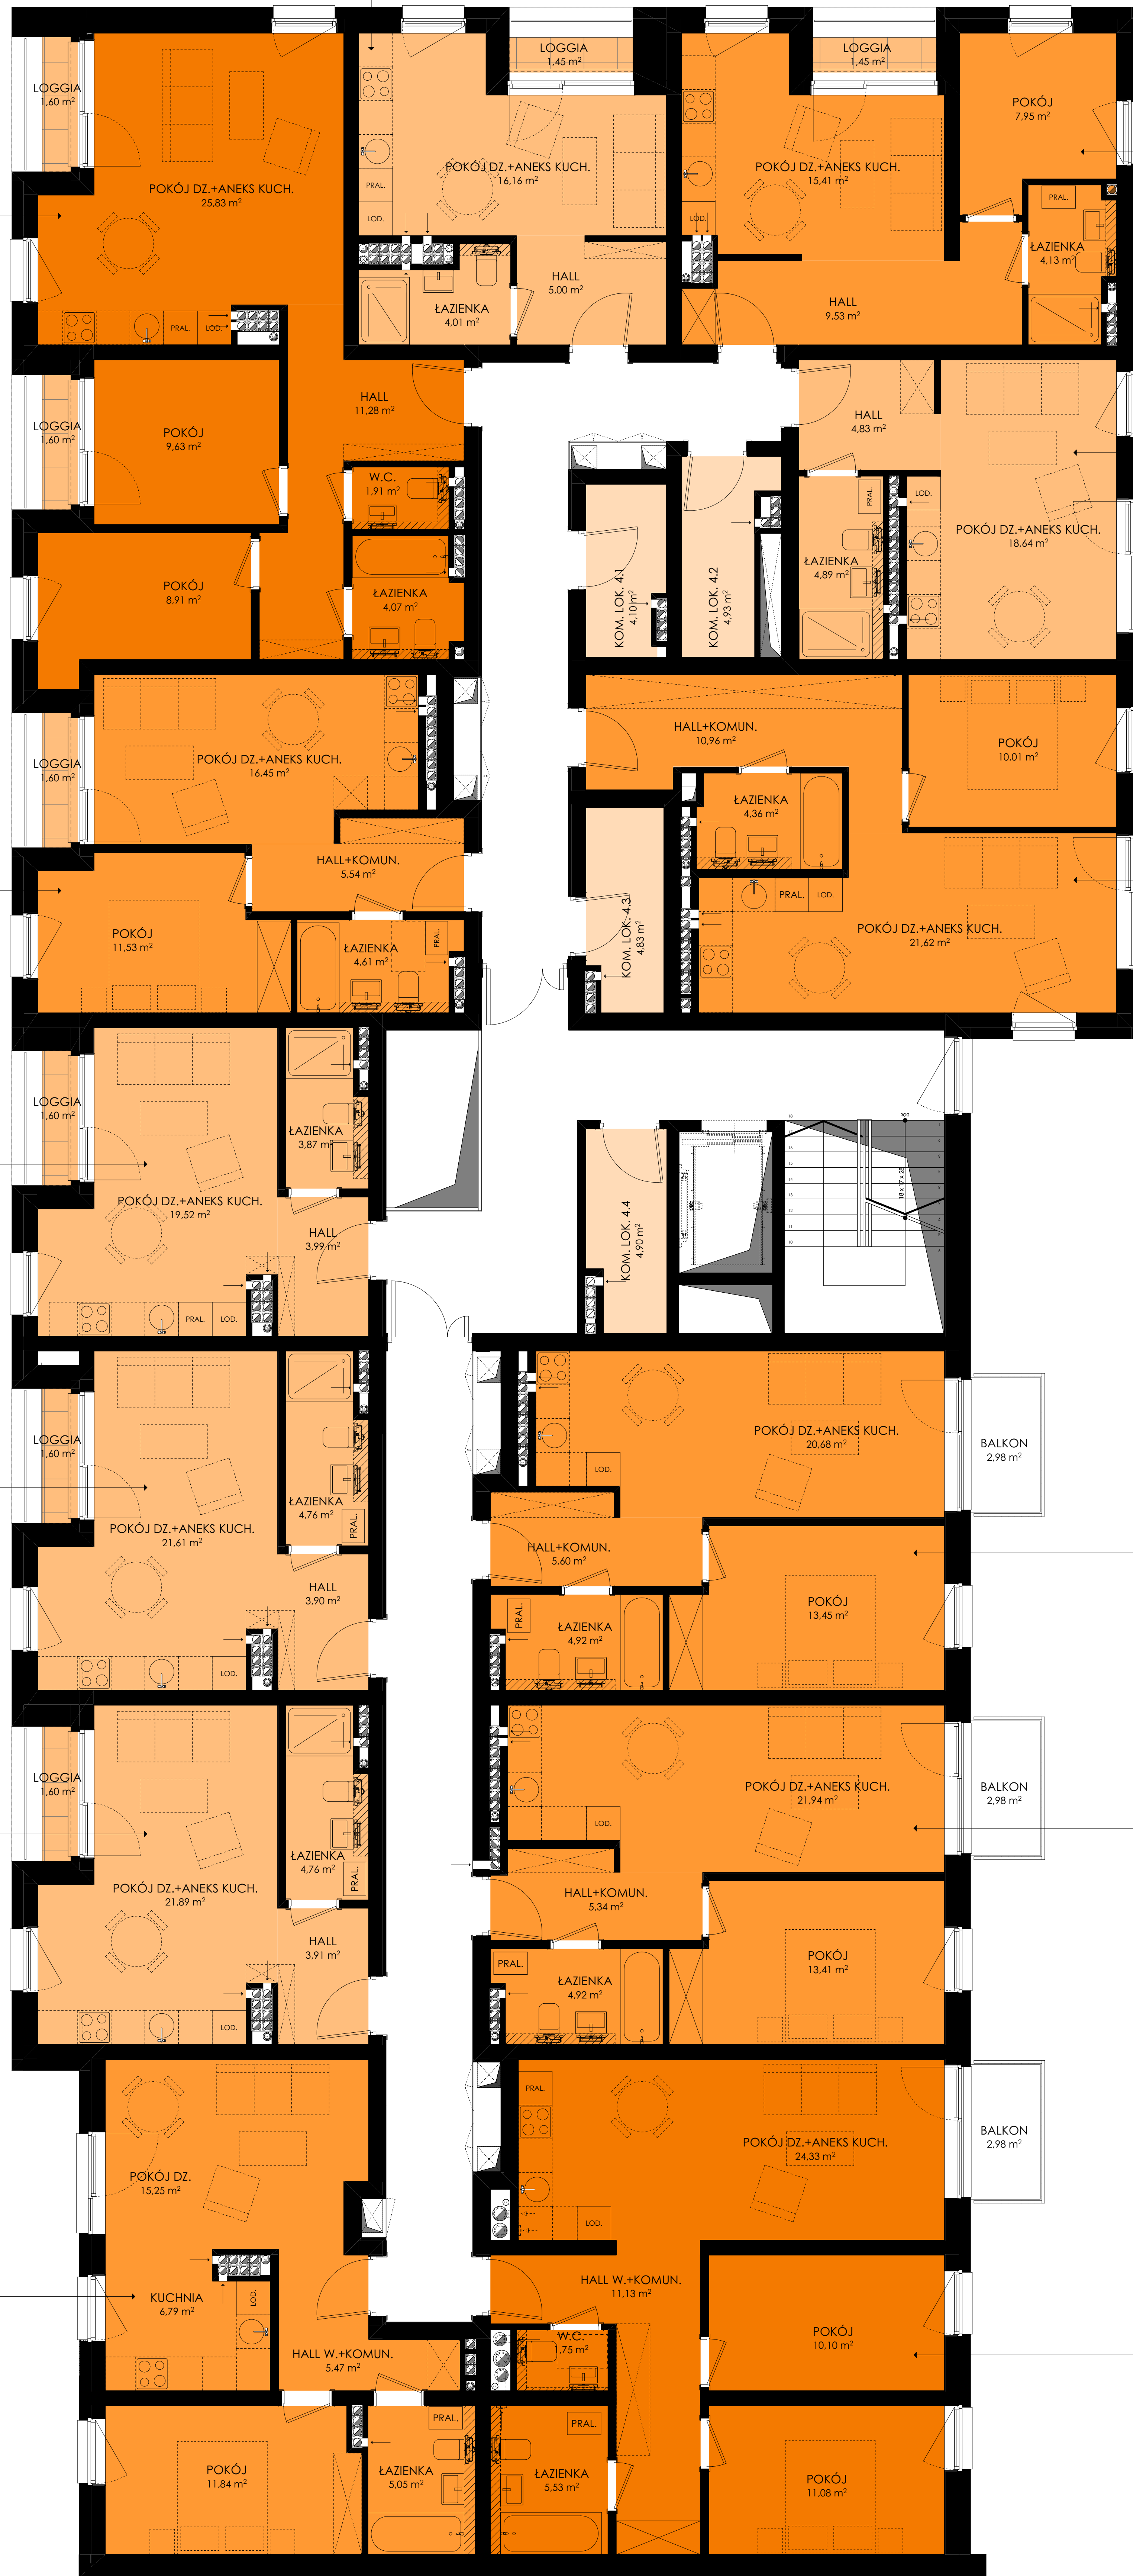 LOGGIA
1,45 m²
LOGGIA
1,45 m²
LOGGIA
1,60 m²
POKÓJ
7,95 m²
POKÓJ DZ.+ANEKS KUCH.
25,83 m²
POKÓJ DZ.+ANEKS KUCH.
16,16 m²
POKÓJ DZ.+ANEKS KUCH.
15,41 m²
PRAL.
LOD.
LOD.
PRAL.
ŁAZIENKA
4,13 m²
HALL
5,00 m²
HALL
9,53 m²
ŁAZIENKA
4,01 m²
PRAL.
LOD.
HALL
11,28 m²
HALL
4,83 m²
LOGGIA
1,60 m²
POKÓJ
9,63 m²
W.C.
1,91 m²
PRAL.
LOD.
POKÓJ DZ.+ANEKS KUCH.
18,64 m²
ŁAZIENKA
4,89 m²
POKÓJ
8,91 m²
ŁAZIENKA
4,07 m²
KOM. LOK. 4.1
4,10 m²
KOM. LOK. 4.2
4,93 m²
HALL+KOMUN.
10,96 m²
POKÓJ
10,01 m²
LOGGIA
1,60 m²
POKÓJ DZ.+ANEKS KUCH.
16,45 m²
ŁAZIENKA
4,36 m²
HALL+KOMUN.
5,54 m²
PRAL.
LOD.
POKÓJ
11,53 m²
ŁAZIENKA
4,61 m²
PRAL.
KOM. LOK. 4.3
4,83 m²
POKÓJ DZ.+ANEKS KUCH.
21,62 m²
LOGGIA
1,60 m²
ŁAZIENKA
3,87 m²
POKÓJ DZ.+ANEKS KUCH.
19,52 m²
HALL
3,99 m²
KOM. LOK. 4.4
4,90 m²
18 x 17 x 28
PRAL.
LOD.
LOGGIA
1,60 m²
POKÓJ DZ.+ANEKS KUCH.
20,68 m²
BALKON
2,98 m²
LOD.
ŁAZIENKA
4,76 m²
PRAL.
POKÓJ DZ.+ANEKS KUCH.
21,61 m²
HALL+KOMUN.
5,60 m²
HALL
3,90 m²
PRAL.
ŁAZIENKA
4,92 m²
POKÓJ
13,45 m²
LOD.
LOGGIA
1,60 m²
POKÓJ DZ.+ANEKS KUCH.
21,94 m²
BALKON
2,98 m²
LOD.
ŁAZIENKA
4,76 m²
PRAL.
POKÓJ DZ.+ANEKS KUCH.
21,89 m²
HALL+KOMUN.
5,34 m²
HALL
3,91 m²
POKÓJ
13,41 m²
PRAL.
ŁAZIENKA
4,92 m²
LOD.
PRAL.
POKÓJ DZ.+ANEKS KUCH.
24,33 m²
BALKON
2,98 m²
POKÓJ DZ.
15,25 m²
LOD.
KUCHNIA
6,79 m²
LOD.
HALL W.+KOMUN.
11,13 m²
HALL W.+KOMUN.
5,47 m²
W.C.
1,75 m²
POKÓJ
10,10 m²
PRAL.
PRAL.
POKÓJ
11,84 m²
ŁAZIENKA
5,05 m²
ŁAZIENKA
5,53 m²
POKÓJ
11,08 m²